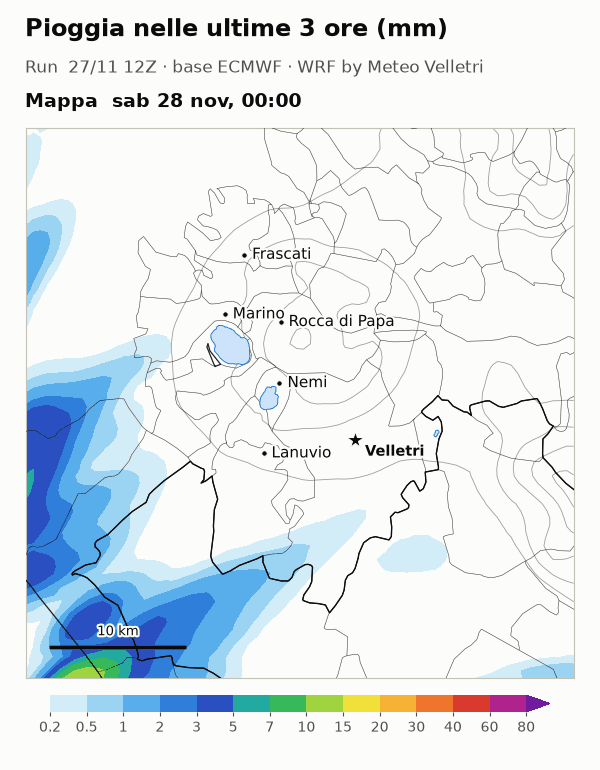 Pioggia nelle ultime 3 ore (mm)
Run  27/11 12Z · base ECMWF · WRF by Meteo Velletri
Mappa  sab 28 nov, 00:00
Frascati
Marino
Rocca di Papa
Nemi
Velletri
Lanuvio
10 km
0.2 0.5 1 2 3 5 7 10 15 20 30 40 60 80